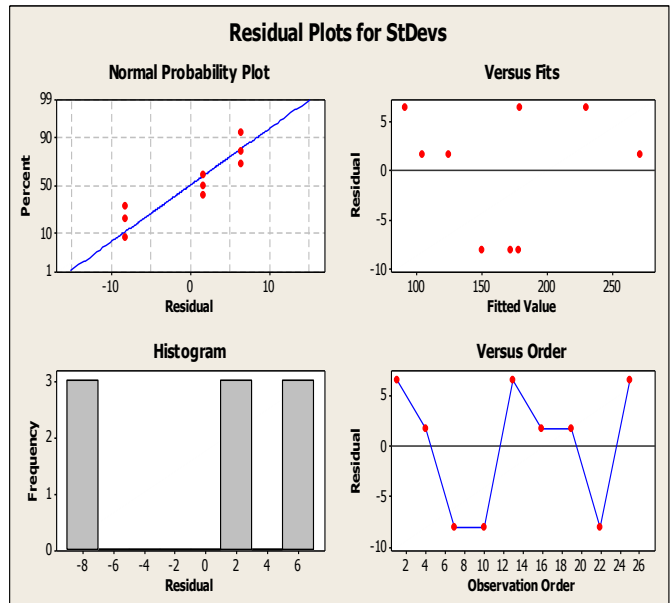 Residual Plots for StDevs
Normal Probability Plot
99
90
50
10
1
Percent
-10 0 10
Residual
Versus Fits
5
0
-5
-10
Residual
100 150 200 250
Fitted Value
Histogram
3
2
1
0
Frequency
-8 -6 -4 -2 0 2 4 6
Residual
Versus Order
5
0
-5
-10
Residual
2 4 6 8 10 12 14 16 18 20 22 24 26
Observation Order